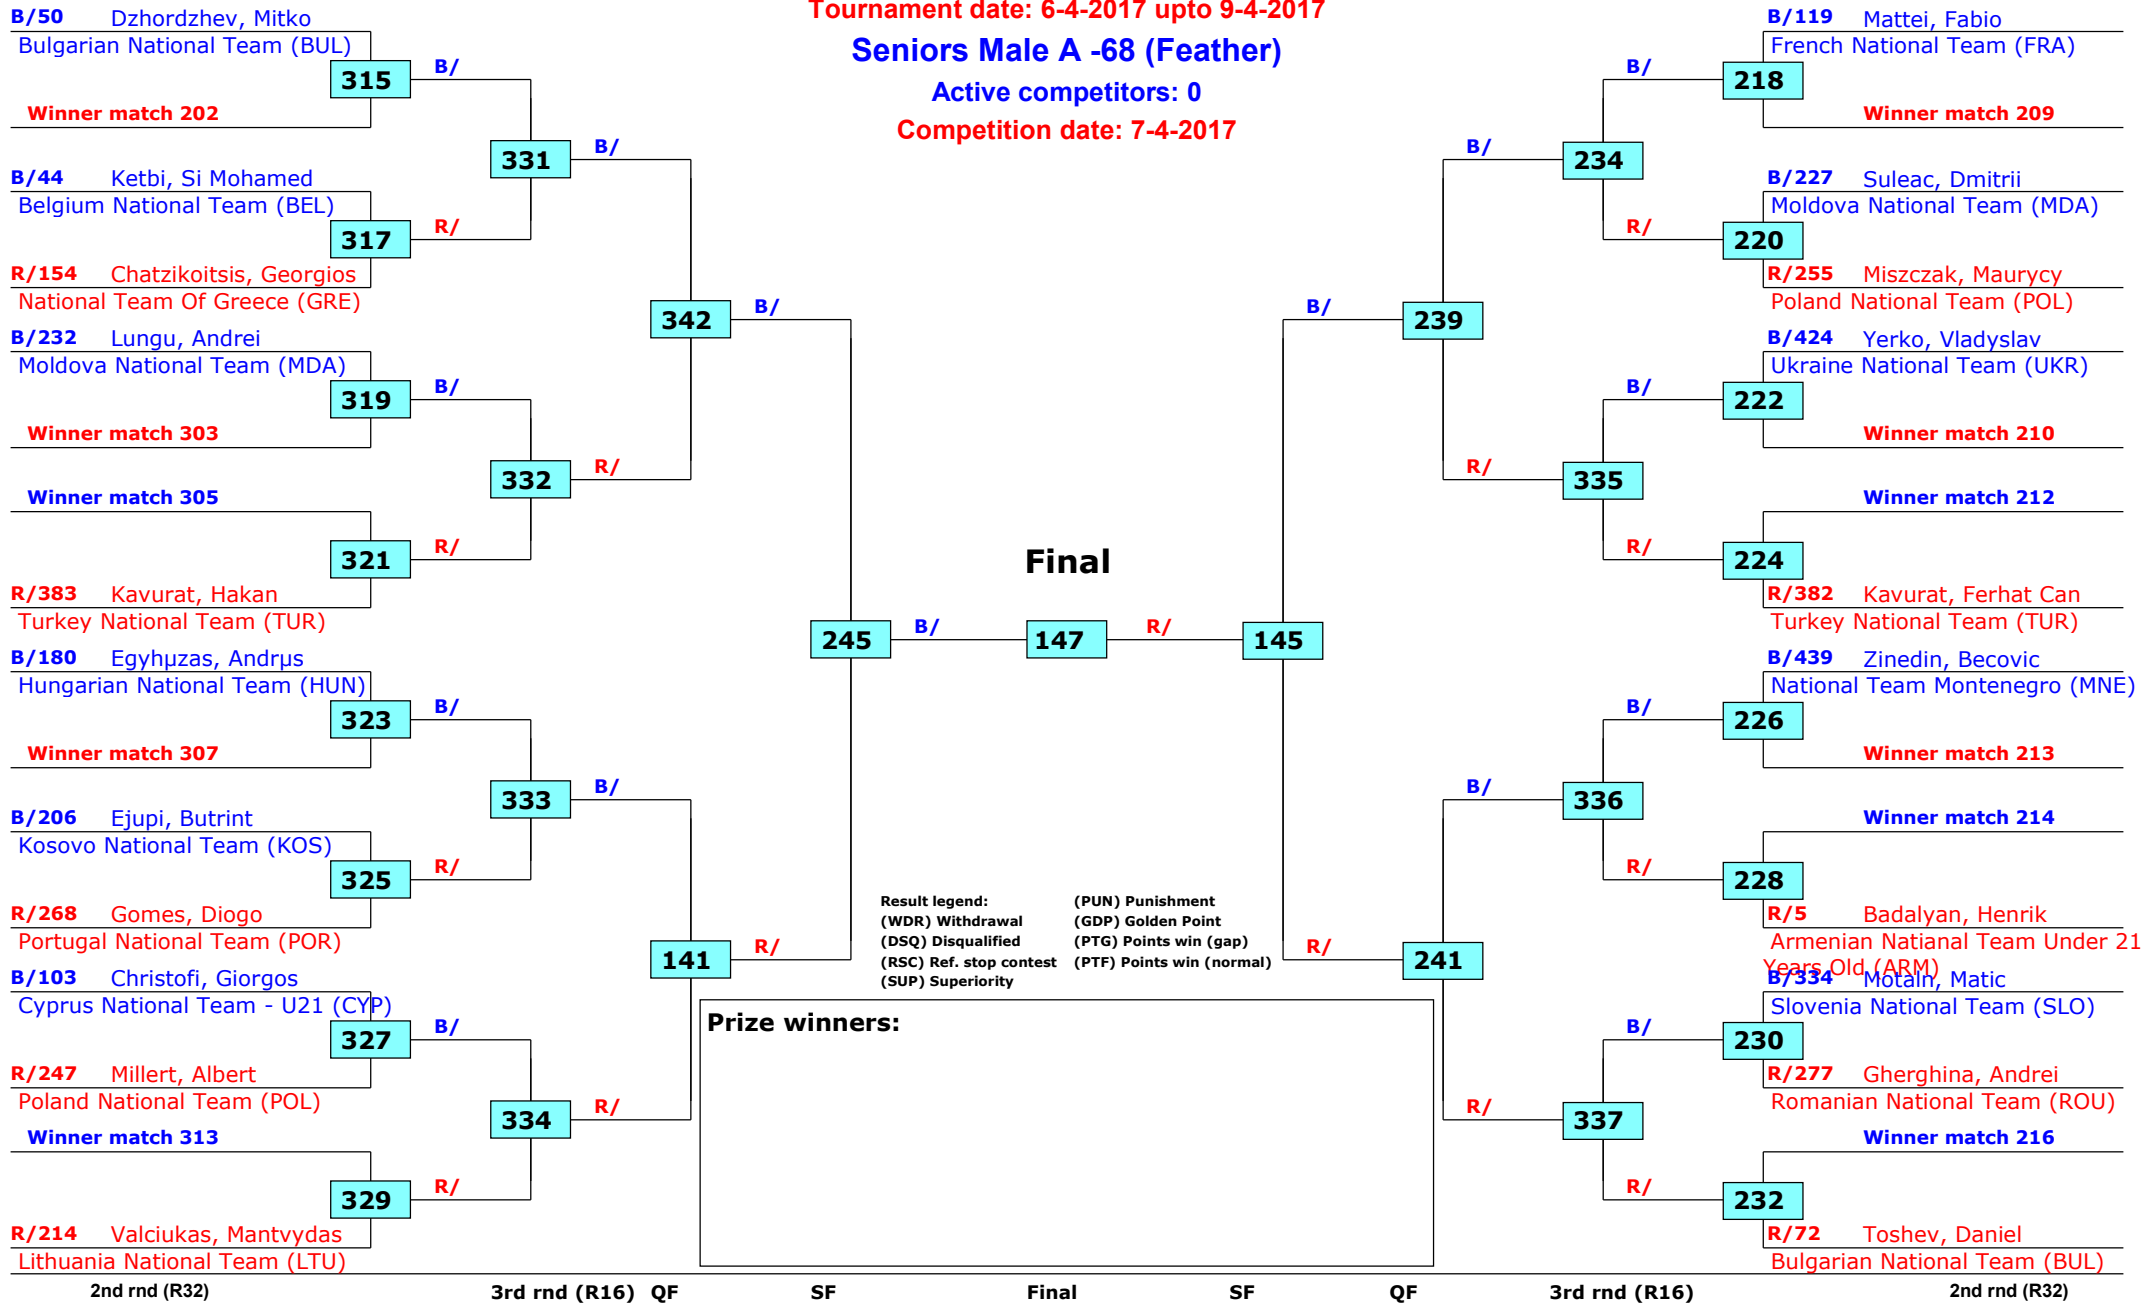 Tournament date: 6-4-2017 upto 9-4-2017
Seniors Male A -68 (Feather)
Active competitors: 0
Competition date: 7-4-2017
B/50 Dzhordzhev, Mitko
Bulgarian National Team (BUL)
315
B/
Winner match 202
331
B/
B/44 Ketbi, Si Mohamed
Belgium National Team (BEL)
317
R/
R/154 Chatzikoitsis, Georgios
National Team Of Greece (GRE)
342
B/
B/232 Lungu, Andrei
Moldova National Team (MDA)
319
B/
Winner match 303
332
R/
Winner match 305
321
R/
R/383 Kavurat, Hakan
Turkey National Team (TUR)
245
B/
B/180 Egyhµzas, Andrµs
Hungarian National Team (HUN)
323
B/
Winner match 307
333
B/
B/206 Ejupi, Butrint
Kosovo National Team (KOS)
325
R/
R/268 Gomes, Diogo
Portugal National Team (POR)
141
R/
B/103 Christofi, Giorgos
Cyprus National Team - U21 (CYP)
327
B/
R/247 Millert, Albert
Poland National Team (POL)
334
R/
Winner match 313
329
R/
R/214 Valciukas, Mantvydas
Lithuania National Team (LTU)
Final
147
R/
145
B/119 Mattei, Fabio
French National Team (FRA)
B/
218
Winner match 209
B/
234
B/227 Suleac, Dmitrii
Moldova National Team (MDA)
R/
220
R/255 Miszczak, Maurycy
Poland National Team (POL)
B/
239
B/424 Yerko, Vladyslav
Ukraine National Team (UKR)
B/
222
Winner match 210
R/
335
Winner match 212
R/
224
R/382 Kavurat, Ferhat Can
Turkey National Team (TUR)
B/439 Zinedin, Becovic
National Team Montenegro (MNE)
B/
226
Winner match 213
B/
336
Winner match 214
R/
228
R/5 Badalyan, Henrik
Armenian Natianal Team Under 21
Years Old (ARM)
R/
241
B/334 Motaln, Matic
Slovenia National Team (SLO)
B/
230
R/277 Gherghina, Andrei
Romanian National Team (ROU)
R/
337
Winner match 216
R/
232
R/72 Toshev, Daniel
Bulgarian National Team (BUL)
Result legend: (PUN) Punishment
(WDR) Withdrawal (GDP) Golden Point
(DSQ) Disqualified (PTG) Points win (gap)
(RSC) Ref. stop contest (PTF) Points win (normal)
(SUP) Superiority
Prize winners:
2nd rnd (R32) 3rd rnd (R16) QF SF Final SF QF 3rd rnd (R16) 2nd rnd (R32)